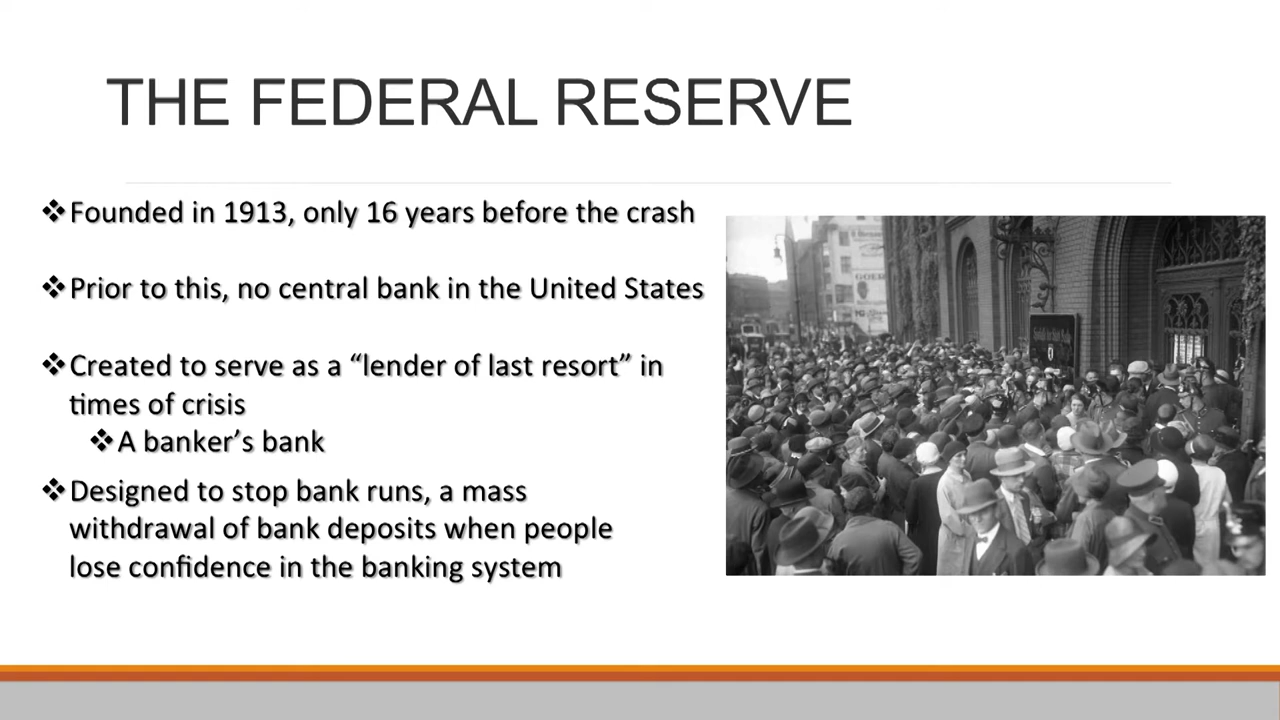 THE FEDERAL RESERVE
❖Founded in 1913, only 16 years before the crash
❖Prior to this, no central bank in the United States
❖Created to serve as a “lender of last resort” in
times of crisis
❖A banker’s bank
❖Designed to stop bank runs, a mass
withdrawal of bank deposits when people
lose confidence in the banking system